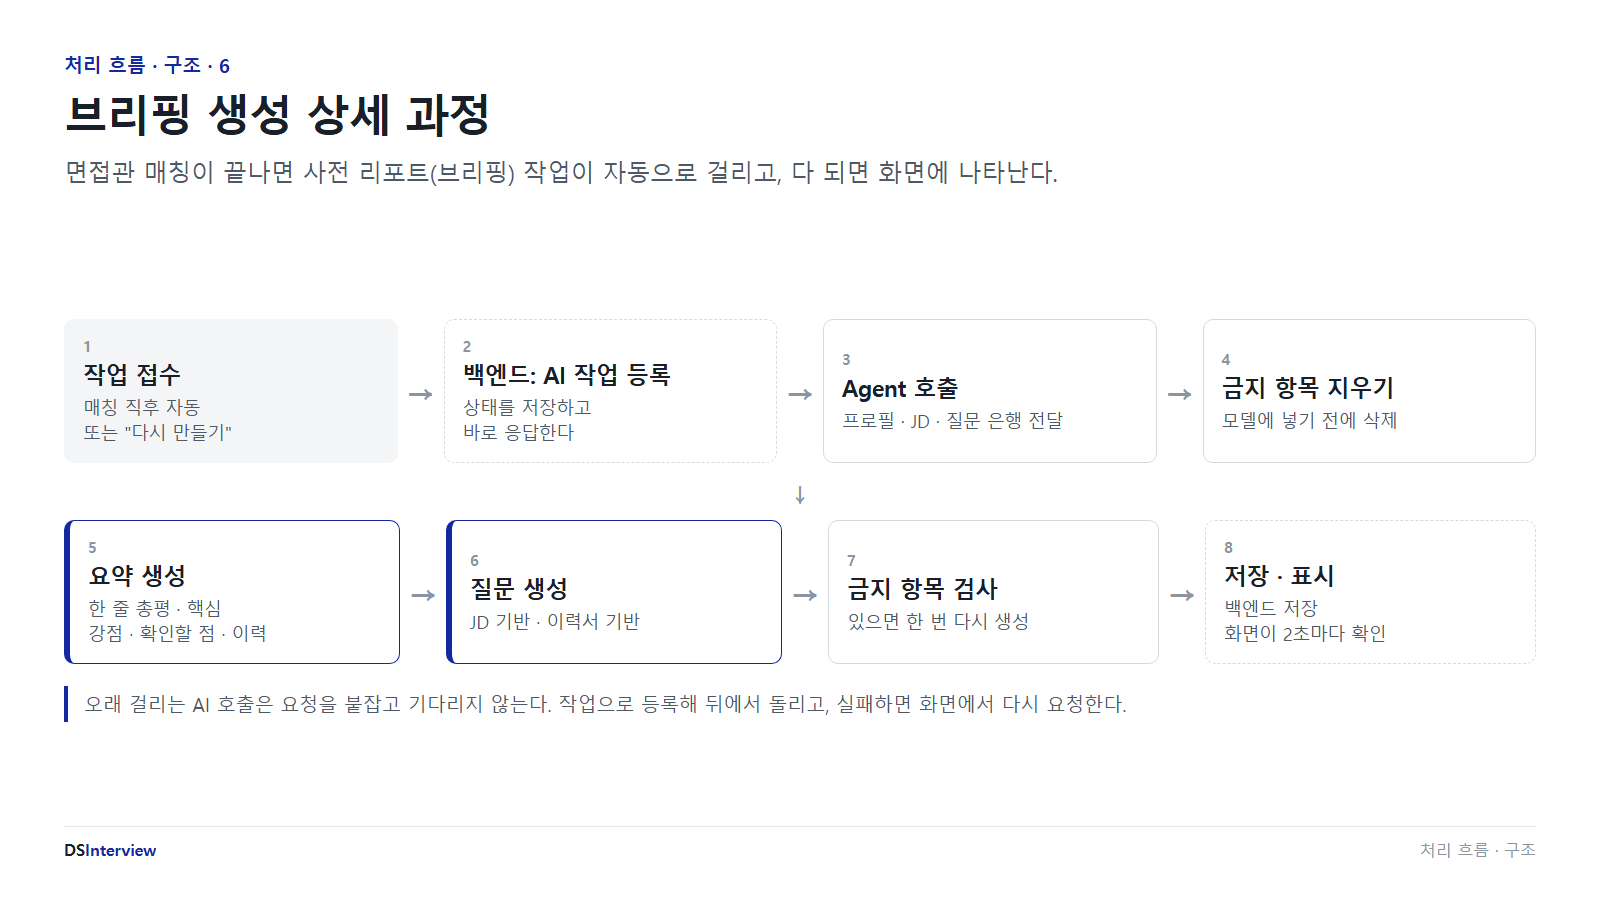 처리 흐름 · 구조 · 6
브리핑 생성 상세 과정
면접관 매칭이 끝나면 사전 리포트(브리핑) 작업이 자동으로 걸리고, 다 되면 화면에 나타난다.
1
작업 접수
매칭 직후 자동
또는 "다시 만들기"
→
2
백엔드: AI 작업 등록
상태를 저장하고
바로 응답한다
→
3
Agent 호출
프로필 · JD · 질문 은행 전달
→
4
금지 항목 지우기
모델에 넣기 전에 삭제
↓
5
요약 생성
한 줄 총평 · 핵심
강점 · 확인할 점 · 이력
→
6
질문 생성
JD 기반 · 이력서 기반
→
7
금지 항목 검사
있으면 한 번 다시 생성
→
8
저장 · 표시
백엔드 저장
화면이 2초마다 확인
오래 걸리는 AI 호출은 요청을 붙잡고 기다리지 않는다. 작업으로 등록해 뒤에서 돌리고, 실패하면 화면에서 다시 요청한다.
DSInterview
처리 흐름 · 구조